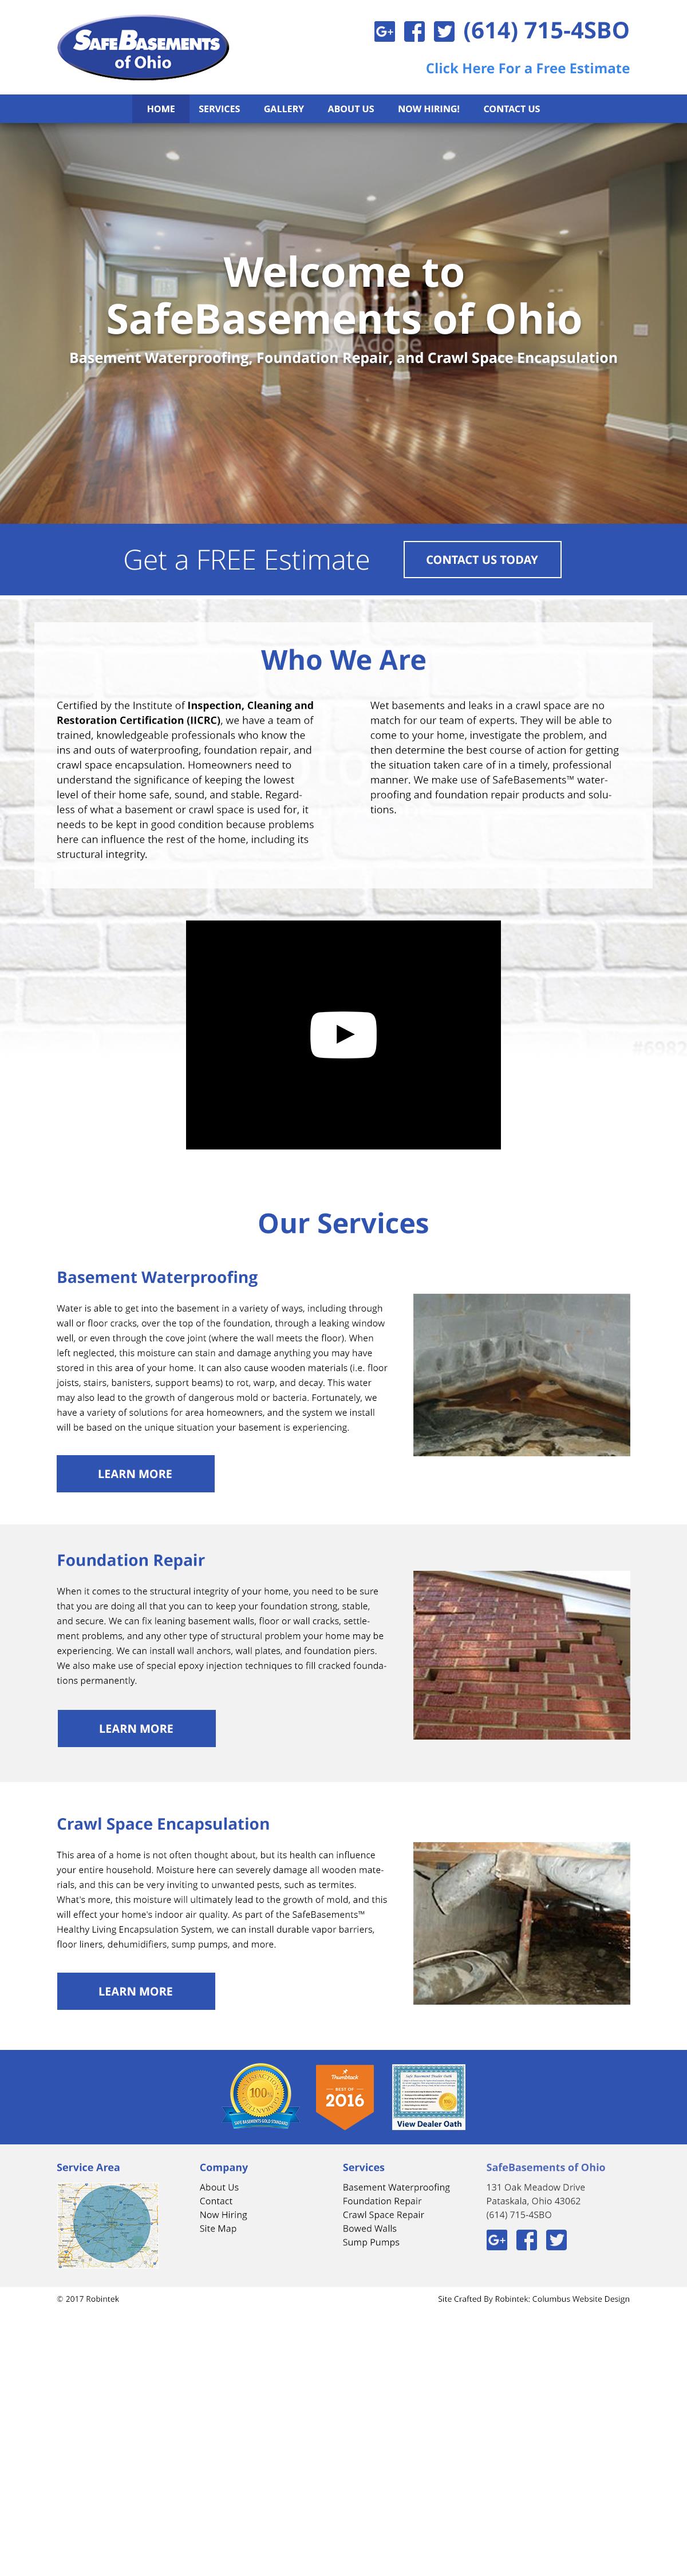 SAFEBASEMENTS
of Ohio
(614) 715-4SBO
Click Here For a Free Estimate
HOME SERVICES GALLERY ABOUT US NOW HIRING! CONTACT US
Welcome to
SafeBasements of Ohio
by Adobe
Basement Waterproofing, Foundation Repair, and Crawl Space Encapsulation
Get a FREE Estimate
CONTACT US TODAY
Who We Are
Certified by the Institute of Inspection, Cleaning and
Restoration Certification (IICRC), we have a team of
trained, knowledgeable professionals who know the
ins and outs of waterproofing, foundation repair, and
crawl space encapsulation. Homeowners need to
understand the significance of keeping the lowest
level of their home safe, sound, and stable. Regard-
less of what a basement or crawl space is used for, it
needs to be kept in good condition because problems
here can influence the rest of the home, including its
structural integrity.
Wet basements and leaks in a crawl space are no
match for our team of experts. They will be able to
come to your home, investigate the problem, and
then determine the best course of action for getting
the situation taken care of in a timely, professional
manner. We make use of SafeBasements™ water-
proofing and foundation repair products and solu-
tions.
#6982
Our Services
Basement Waterproofing
Water is able to get into the basement in a variety of ways, including through
wall or floor cracks, over the top of the foundation, through a leaking window
well, or even through the cove joint (where the wall meets the floor). When
left neglected, this moisture can stain and damage anything you may have
stored in this area of your home. It can also cause wooden materials (i.e. floor
joists, stairs, banisters, support beams) to rot, warp, and decay. This water
may also lead to the growth of dangerous mold or bacteria. Fortunately, we
have a variety of solutions for area homeowners, and the system we install
will be based on the unique situation your basement is experiencing.
LEARN MORE
Foundation Repair
When it comes to the structural integrity of your home, you need to be sure
that you are doing all that you can to keep your foundation strong, stable,
and secure. We can fix leaning basement walls, floor or wall cracks, settle-
ment problems, and any other type of structural problem your home may be
experiencing. We can install wall anchors, wall plates, and foundation piers.
We also make use of special epoxy injection techniques to fill cracked founda-
tions permanently.
LEARN MORE
Crawl Space Encapsulation
This area of a home is not often thought about, but its health can influence
your entire household. Moisture here can severely damage all wooden mate-
rials, and this can be very inviting to unwanted pests, such as termites.
What's more, this moisture will ultimately lead to the growth of mold, and this
will effect your home's indoor air quality. As part of the SafeBasements™
Healthy Living Encapsulation System, we can install durable vapor barriers,
floor liners, dehumidifiers, sump pumps, and more.
LEARN MORE
100%
SAFE BASEMENTS GOLD STANDARD
Thumbtack
BEST OF
2016
Safe Basement Dealer Oath
View Dealer Oath
Service Area
Company
About Us
Contact
Now Hiring
Site Map
Services
Basement Waterproofing
Foundation Repair
Crawl Space Repair
Bowed Walls
Sump Pumps
SafeBasements of Ohio
131 Oak Meadow Drive
Pataskala, Ohio 43062
(614) 715-4SBO
© 2017 Robintek
Site Crafted By Robintek: Columbus Website Design